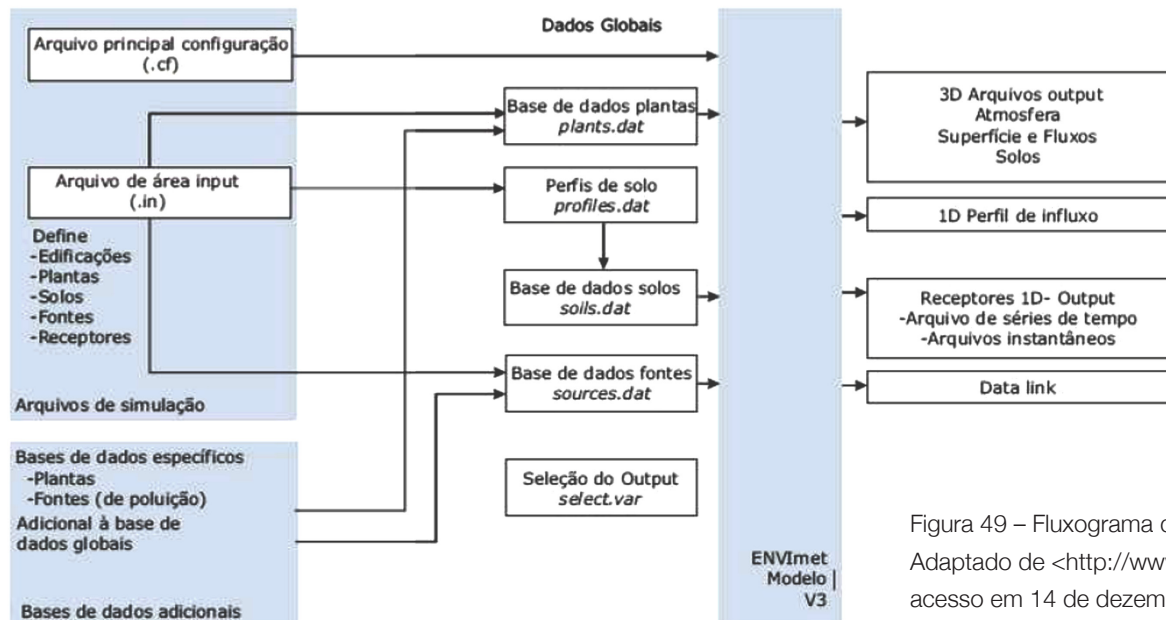 Dados Globais
Arquivo principal configuração
(.cf)
Arquivo de área input
(.in)
Define
-Edificações
-Plantas
-Solos
-Fontes
-Receptores
Arquivos de simulação
Bases de dados específicos
-Plantas
-Fontes (de poluição)
Adicional à base de
dados globais
Bases de dados adicionais
Base de dados plantas
plants.dat
Perfis de solo
profiles.dat
Base de dados solos
soils.dat
Base de dados fontes
sources.dat
Seleção do Output
select.var
ENVImet
Modelo
V3
3D Arquivos output
Atmosfera
Superfície e Fluxos
Solos
1D Perfil de influxo
Receptores 1D- Output
-Arquivo de séries de tempo
-Arquivos instantâneos
Data link
Figura 49 – Fluxograma
Adaptado de <http://ww
acesso em 14 de dezem